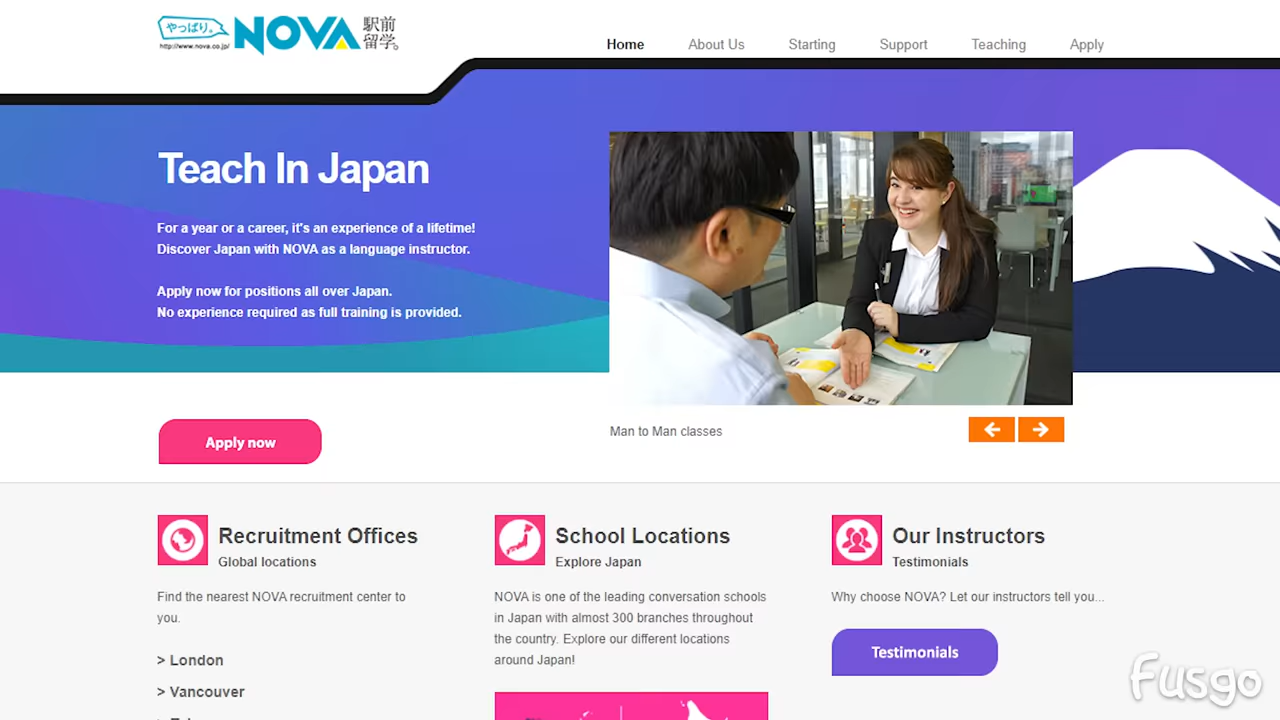 やっぱり。
http://www.nova.co.jp/
NOVA
駅前
留学。
Home
About Us
Starting
Support
Teaching
Apply
Teach In Japan
For a year or a career, it's an experience of a lifetime!
Discover Japan with NOVA as a language instructor.
Apply now for positions all over Japan.
No experience required as full training is provided.
Apply now
Man to Man classes
Recruitment Offices
Global locations
Find the nearest NOVA recruitment center to
you.
> London
> Vancouver
School Locations
Explore Japan
NOVA is one of the leading conversation schools
in Japan with almost 300 branches throughout
the country. Explore our different locations
around Japan!
Our Instructors
Testimonials
Why choose NOVA? Let our instructors tell you...
Testimonials
Fusgo